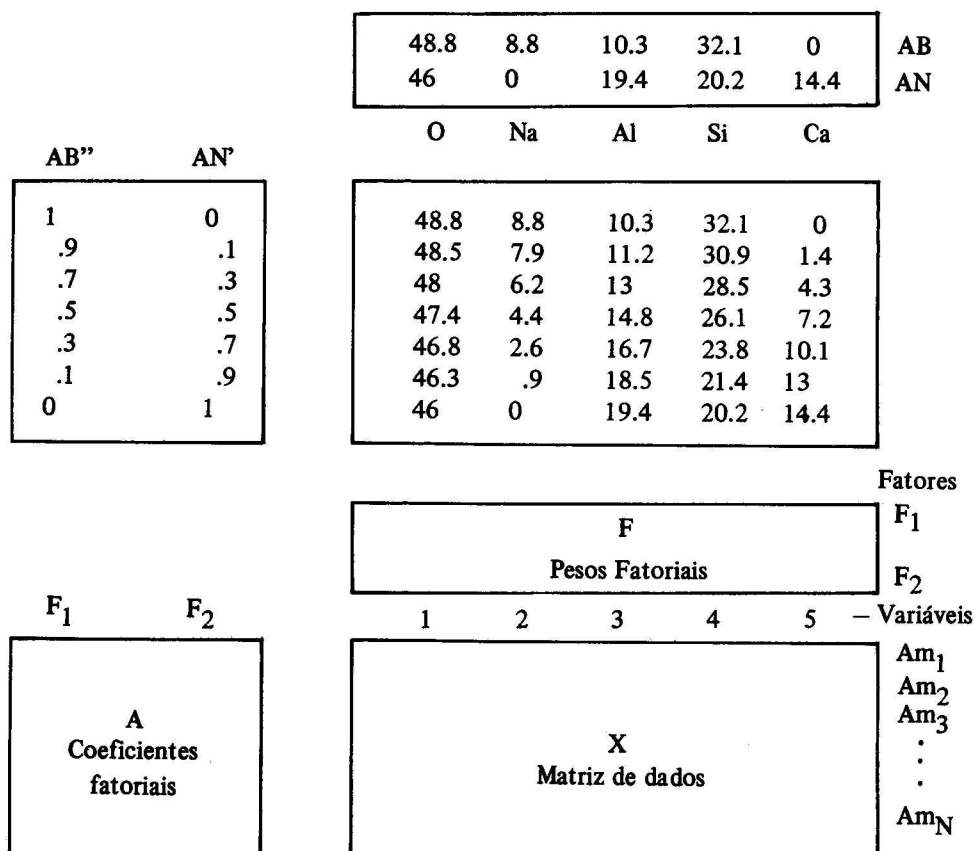 48.8 8.8 10.3 32.1 0 AB
46 0 19.4 20.2 14.4 AN
O Na Al Si Ca
AB” AN’
1 0 48.8 8.8 10.3 32.1 0
.9 .1 48.5 7.9 11.2 30.9 1.4
.7 .3 48 6.2 13 28.5 4.3
.5 .5 47.4 4.4 14.8 26.1 7.2
.3 .7 46.8 2.6 16.7 23.8 10.1
.1 .9 46.3 .9 18.5 21.4 13
0 1 46 0 19.4 20.2 14.4
Fatores
F F1
Pesos Fatoriais F2
F1 F2 1 2 3 4 5 – Variáveis
Am1
Am2
A Am3
Coeficientes X
fatoriais Matriz de dados
AmN